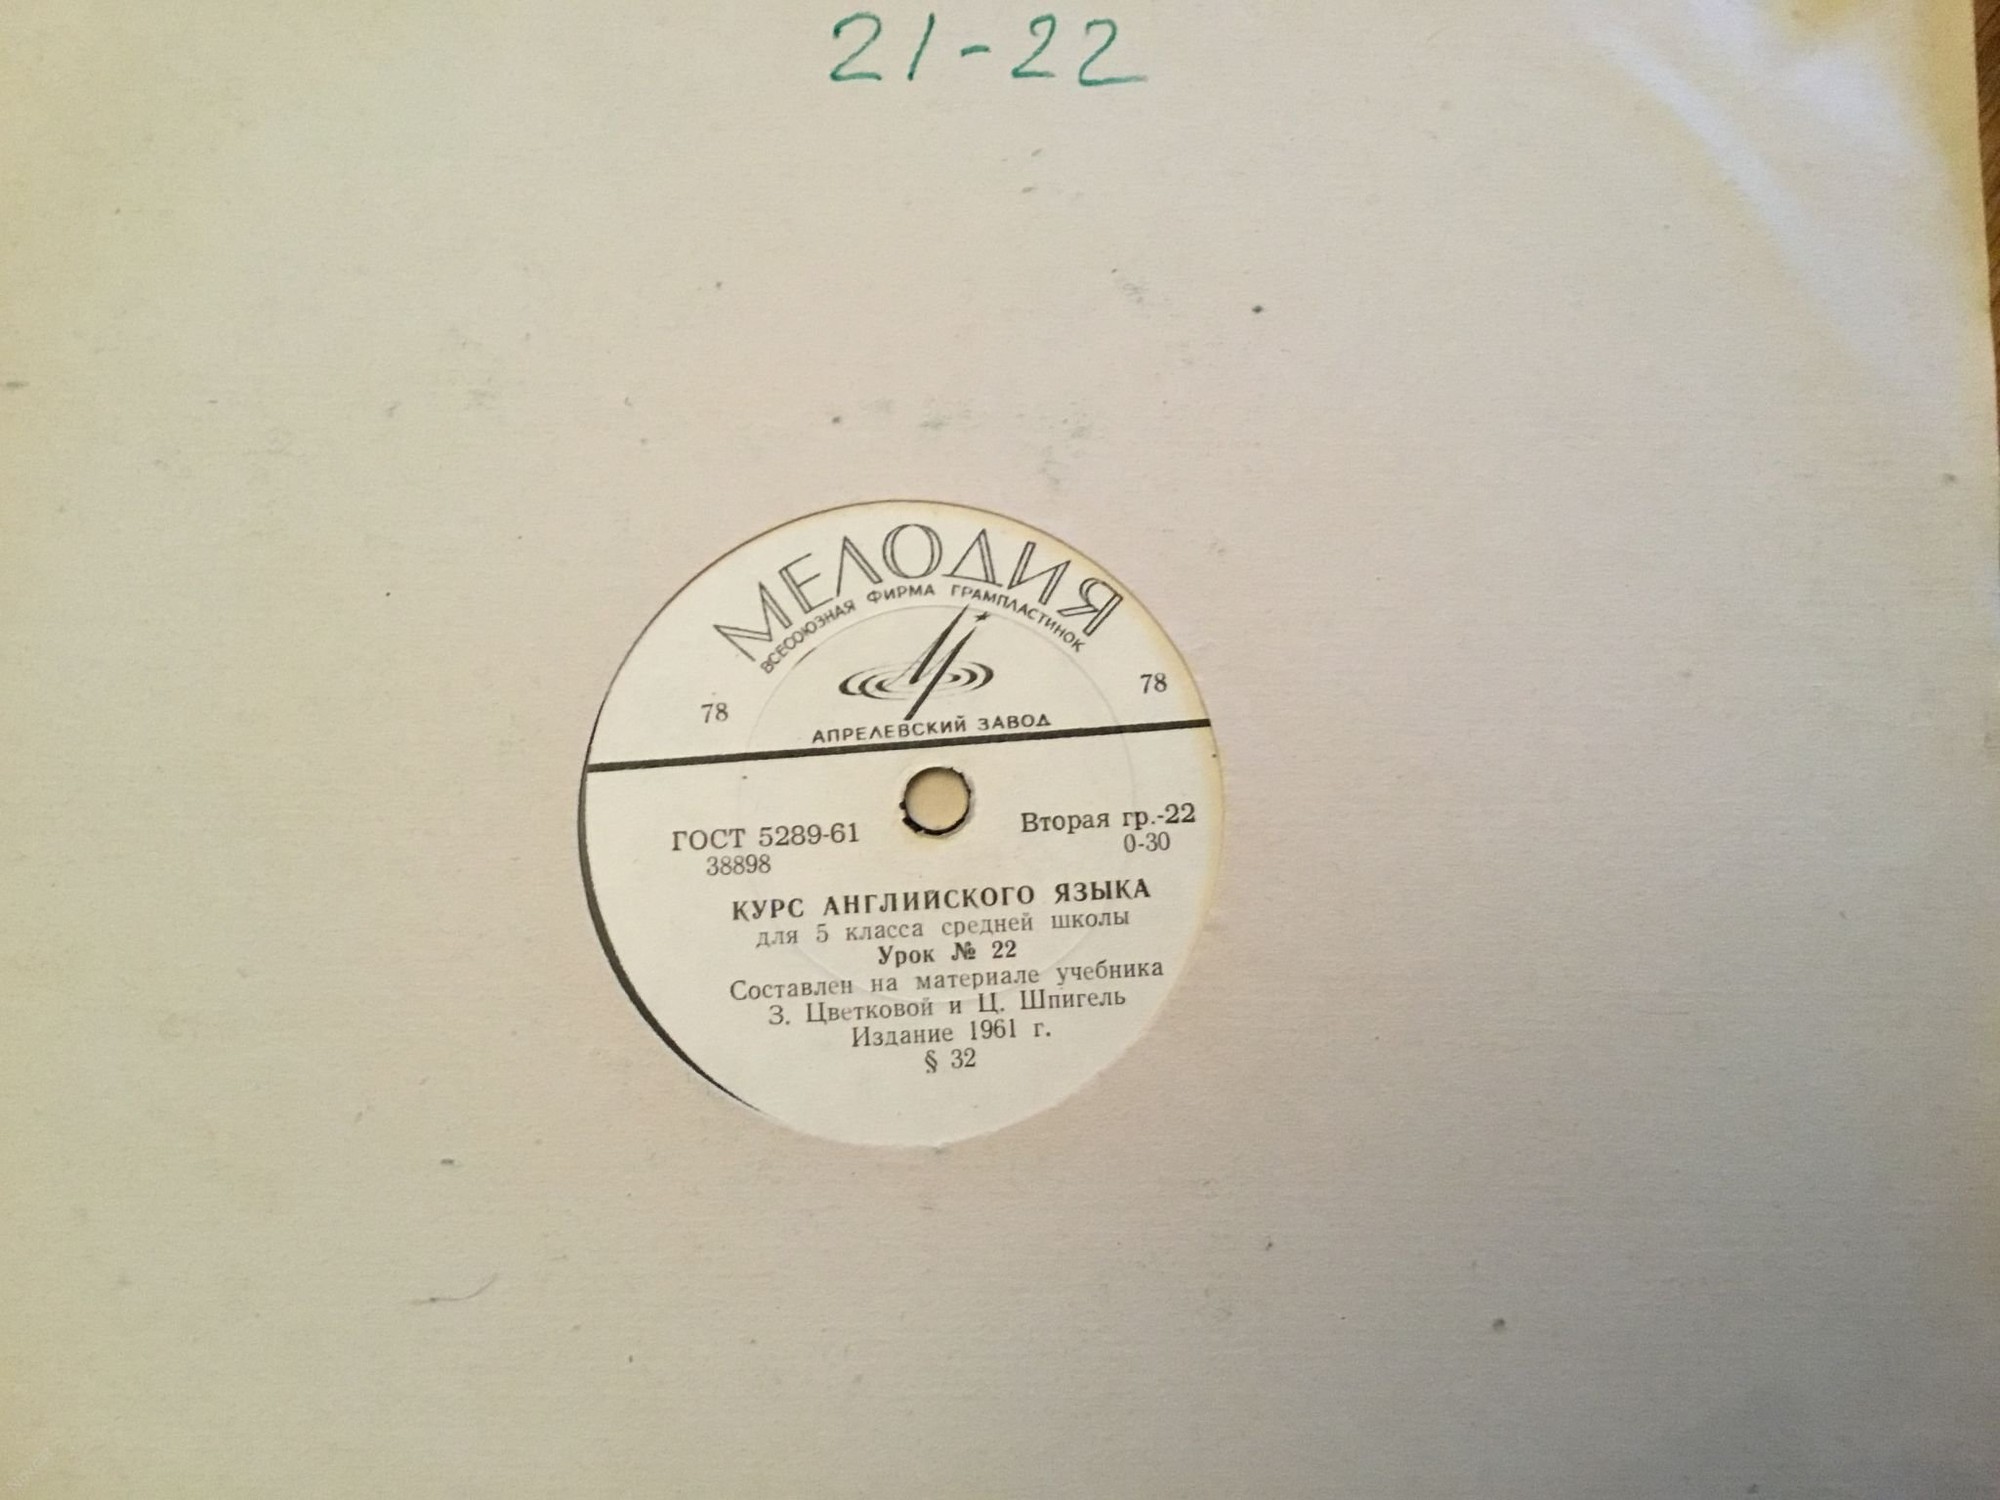 21-22
МЕЛОДИЯ
ВСЕСОЮЗНАЯ ФИРМА ГРАМПЛАСТИНОК
78 78
АПРЕЛЕВСКИЙ ЗАВОД
ГОСТ 5289-61 Вторая гр.-22
38898 0-30
КУРС АНГЛИЙСКОГО ЯЗЫКА
для 5 класса средней школы
Урок № 22
Составлен на материале учебника
З. Цветковой и Ц. Шпигель
Издание 1961 г.
§ 32